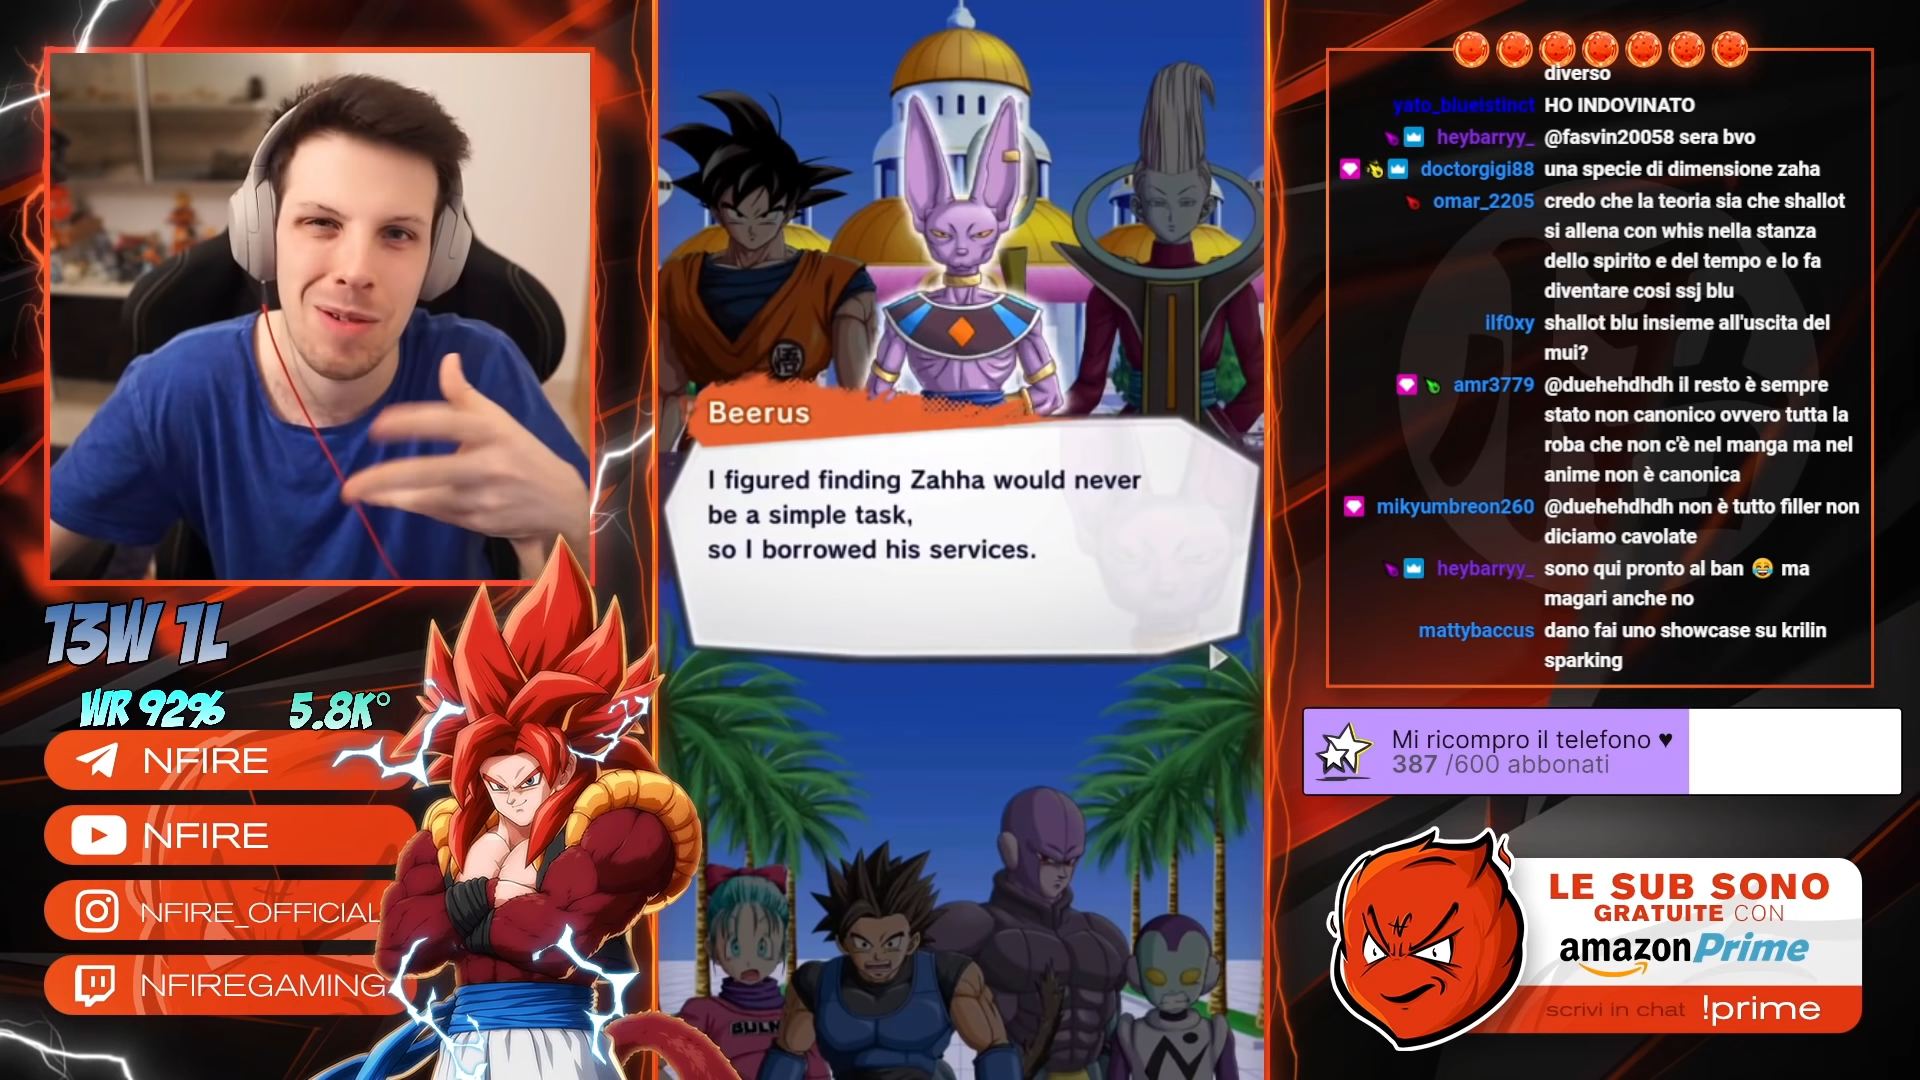 13W 1L
WR 92%
5.8K°
NFIRE
NFIRE
NFIRE_OFFICIAL
NFIREGAMING
Beerus
I figured finding Zahha would never
be a simple task,
so I borrowed his services.
BULM
diverso
yato_blueistinct HO INDOVINATO
heybarryy_ @fasvin20058 sera bvo
doctorgigi88 una specie di dimensione zaha
omar_2205 credo che la teoria sia che shallot
si allena con whis nella stanza
dello spirito e del tempo e lo fa
diventare cosi ssj blu
ilf0xy shallot blu insieme all'uscita del
mui?
amr3779 @duehehdhdh il resto è sempre
stato non canonico ovvero tutta la
roba che non c'è nel manga ma nel
anime non è canonica
mikyumbreon260 @duehehdhdh non è tutto filler non
diciamo cavolate
heybarryy_ sono qui pronto al ban 😂 ma
magari anche no
mattybaccus dano fai uno showcase su krilin
sparking
Mi ricompro il telefono ♥
387 /600 abbonati
LE SUB SONO
GRATUITE CON
amazonPrime
scrivi in chat !prime